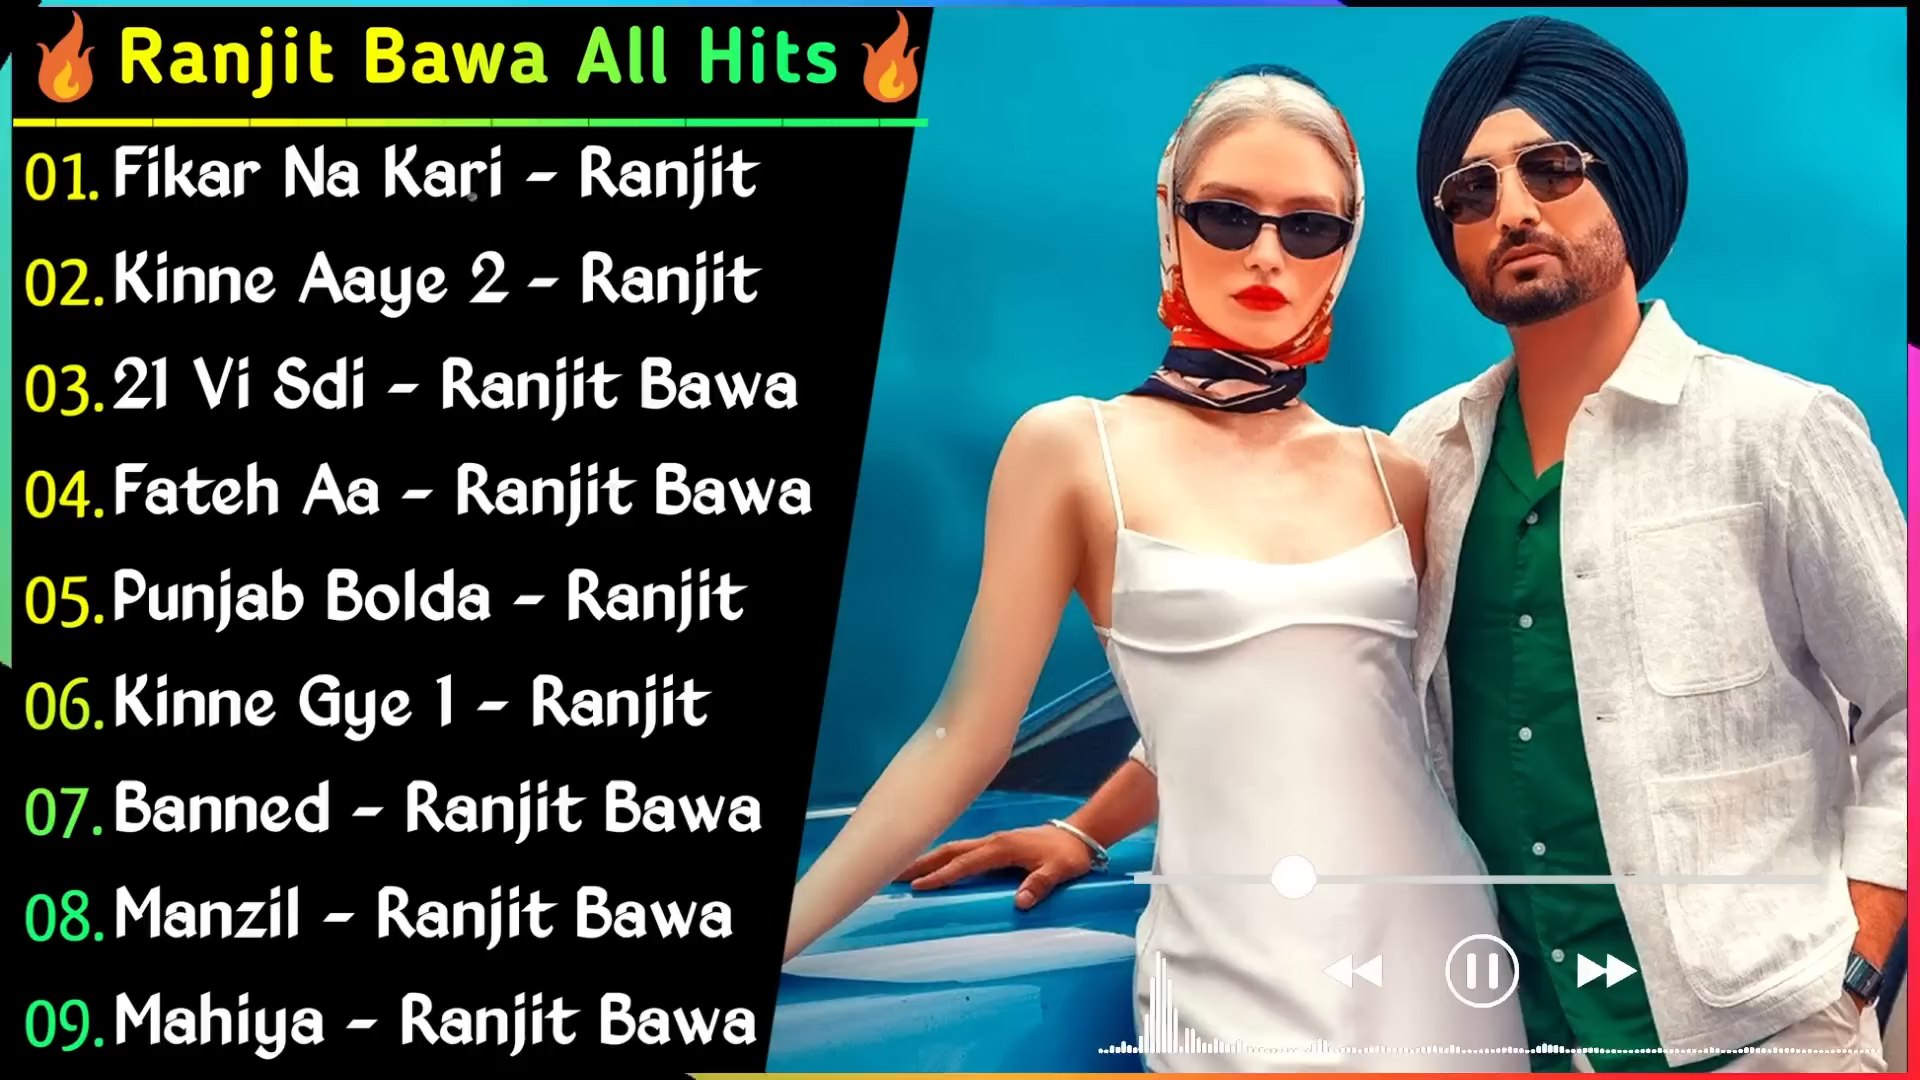 Ranjit Bawa All Hits
01. Fikar Na Kari - Ranjit
02. Kinne Aaye 2 - Ranjit
03. 21 Vi Sdi - Ranjit Bawa
04. Fateh Aa - Ranjit Bawa
05. Punjab Bolda - Ranjit
06. Kinne Gye 1 - Ranjit
07. Banned - Ranjit Bawa
08. Manzil - Ranjit Bawa
09. Mahiya - Ranjit Bawa